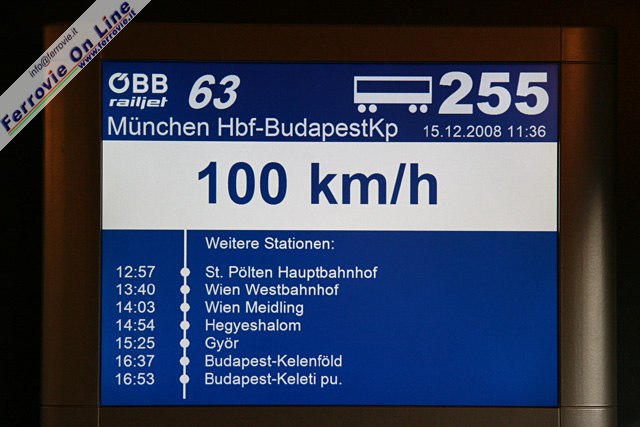 info@ferrovie.it
Ferrovie On Line
www.ferrovie.it
ÖBB 63 255
railjet
München Hbf-BudapestKp 15.12.2008 11:36
100 km/h
Weitere Stationen:
12:57 St. Pölten Hauptbahnhof
13:40 Wien Westbahnhof
14:03 Wien Meidling
14:54 Hegyeshalom
15:25 Györ
16:37 Budapest-Kelenföld
16:53 Budapest-Keleti pu.